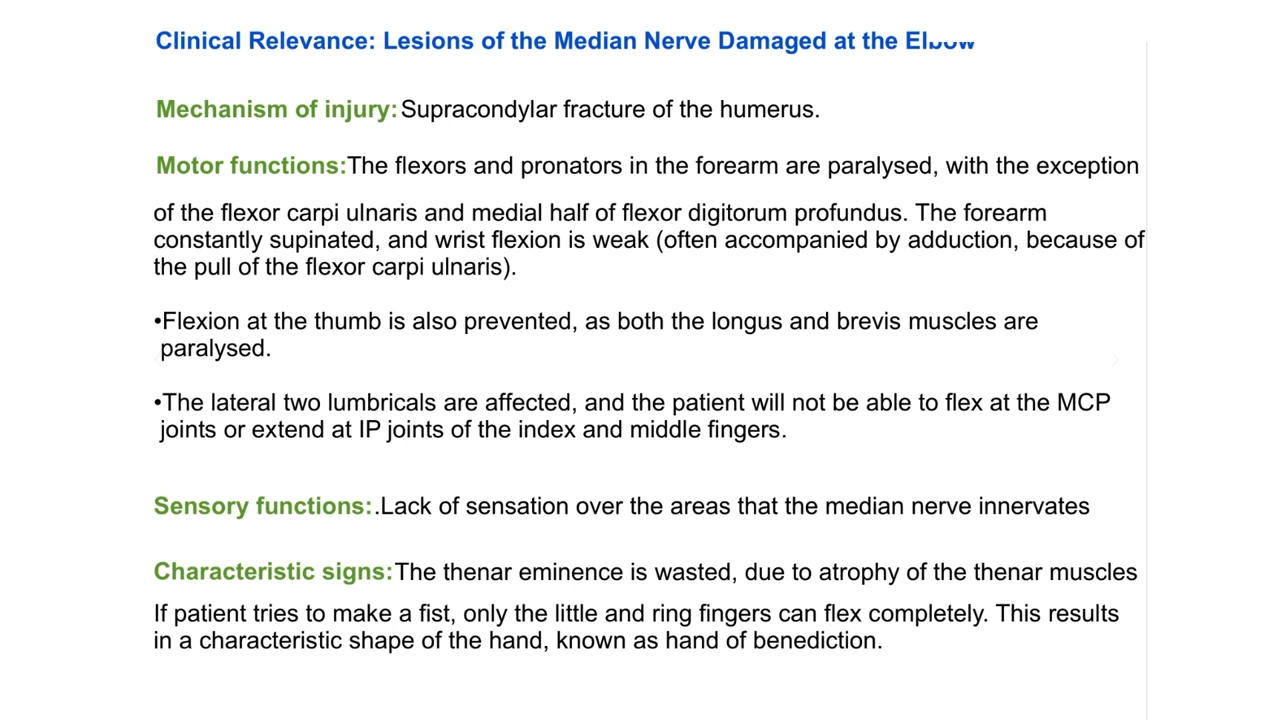 Clinical Relevance: Lesions of the Median Nerve Damaged at the Elbow
Mechanism of injury: Supracondylar fracture of the humerus.
Motor functions:The flexors and pronators in the forearm are paralysed, with the exception
of the flexor carpi ulnaris and medial half of flexor digitorum profundus. The forearm
constantly supinated, and wrist flexion is weak (often accompanied by adduction, because of
the pull of the flexor carpi ulnaris).
•Flexion at the thumb is also prevented, as both the longus and brevis muscles are
paralysed.
•The lateral two lumbricals are affected, and the patient will not be able to flex at the MCP
joints or extend at IP joints of the index and middle fingers.
Sensory functions:.Lack of sensation over the areas that the median nerve innervates
Characteristic signs:The thenar eminence is wasted, due to atrophy of the thenar muscles
If patient tries to make a fist, only the little and ring fingers can flex completely. This results
in a characteristic shape of the hand, known as hand of benediction.